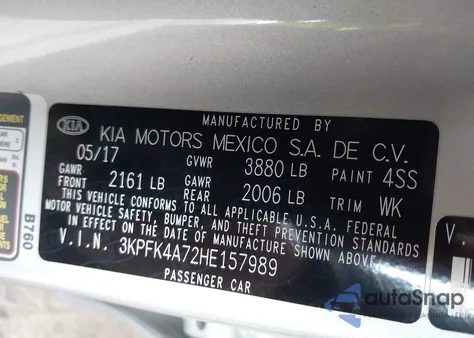 MANUFACTURED BY
KIA KIA MOTORS MEXICO S.A. DE C.V.
05/17 GVWR 3880 LB PAINT 4SS
GAWR FRONT 2161 LB GAWR REAR 2006 LB TRIM WK
THIS VEHICLE CONFORMS TO ALL APPLICABLE U.S.A. FEDERAL
MOTOR VEHICLE SAFETY, BUMPER, AND THEFT PREVENTION STANDARDS
IN EFFECT ON THE DATE OF MANUFACTURE SHOWN ABOVE.
V.I.N. 3KPFK4A72HE157989
PASSENGER CAR
B760
autoSnap